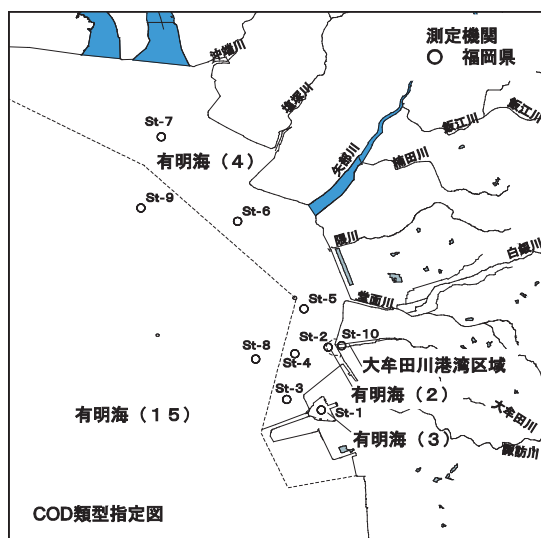 測定機関
○ 福岡県
沖端川
塩塚川
飯江川
飯江川
St-7
矢部川
楠田川
有明海（4）
St-9
St-6
隈川
白銀川
堂面川
St-5
St-2
St-10
St-8
St-4
大牟田川港湾区域
St-3
有明海（2）
有明海（15）
St-1
大牟田川
有明海（3）
諏訪川
COD類型指定図